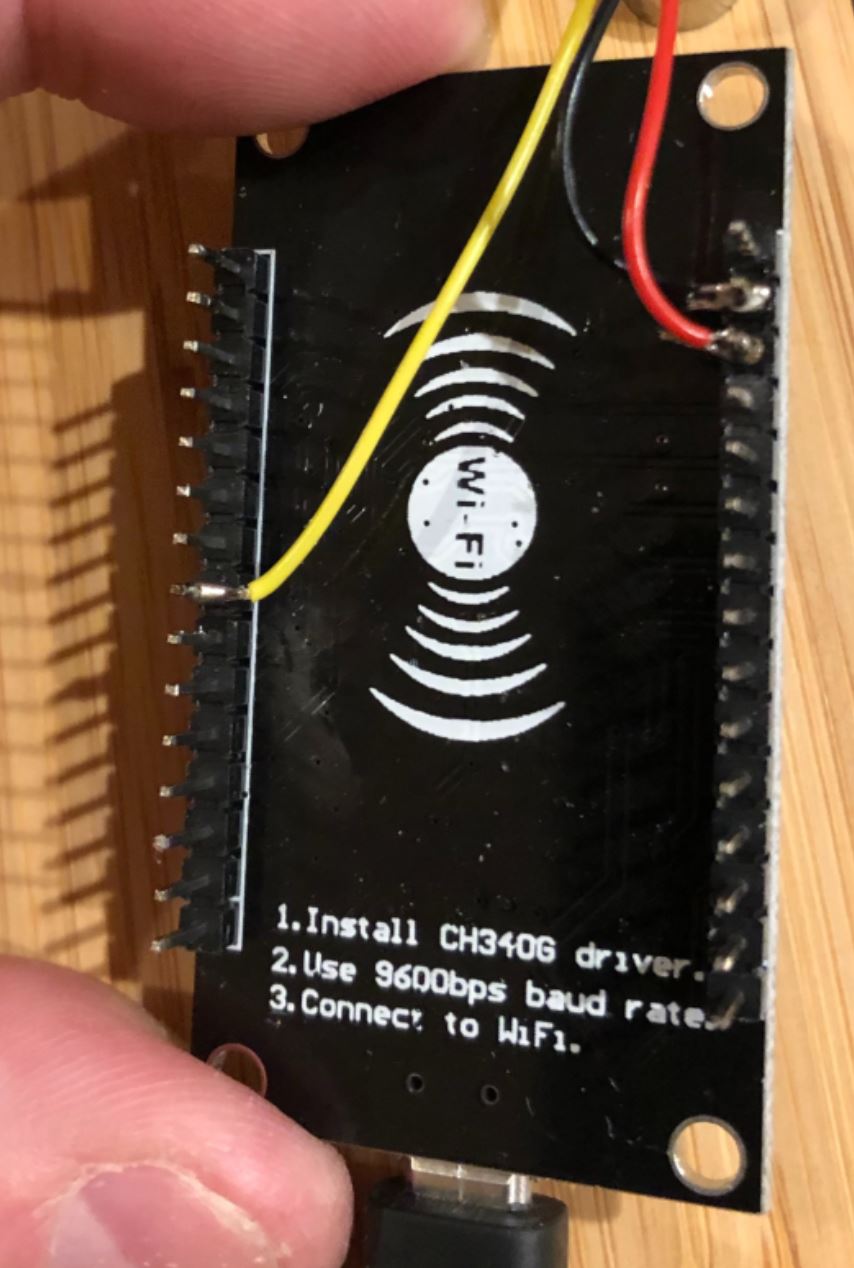 Wi-Fi
1.Install CH340G driver.
2.Use 9600bps baud rate.
3.Connect to WiFi.